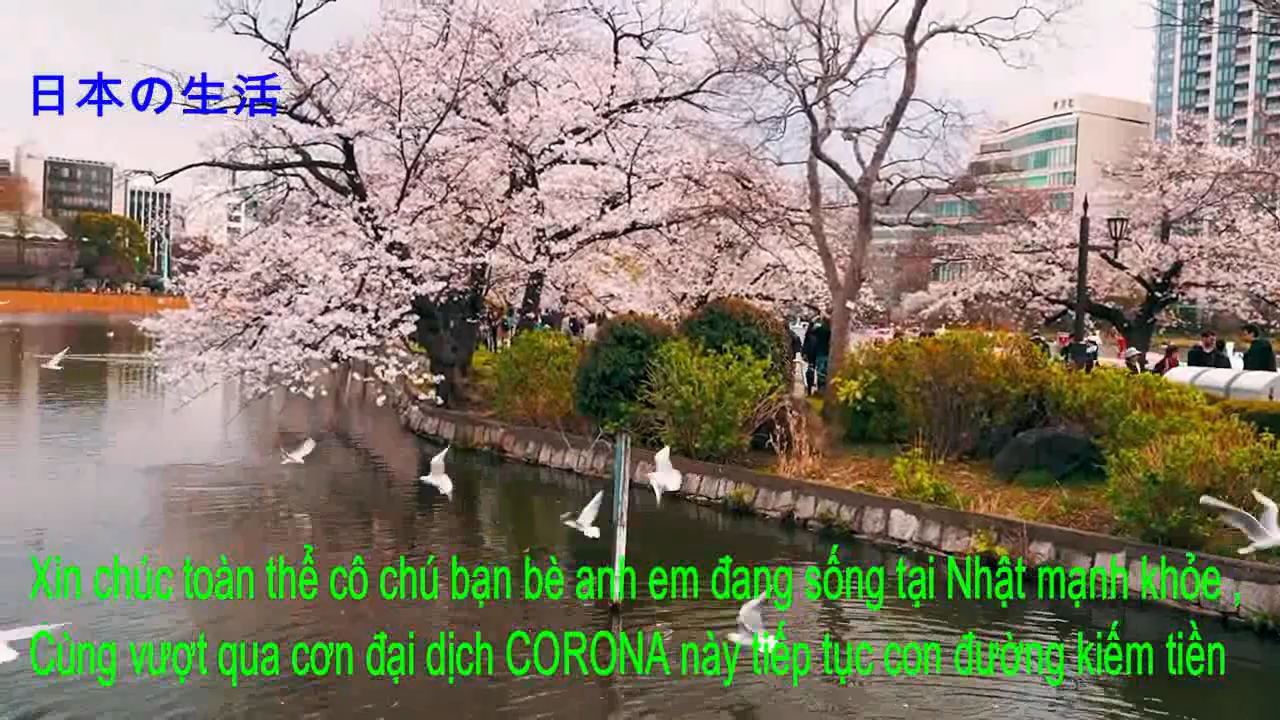 日本の生活
Xin chúc toàn thể cô chú bạn bè anh em đang sống tại Nhật mạnh khỏe ,
Cùng vượt qua cơn đại dịch CORONA này tiếp tục con đường kiếm tiền